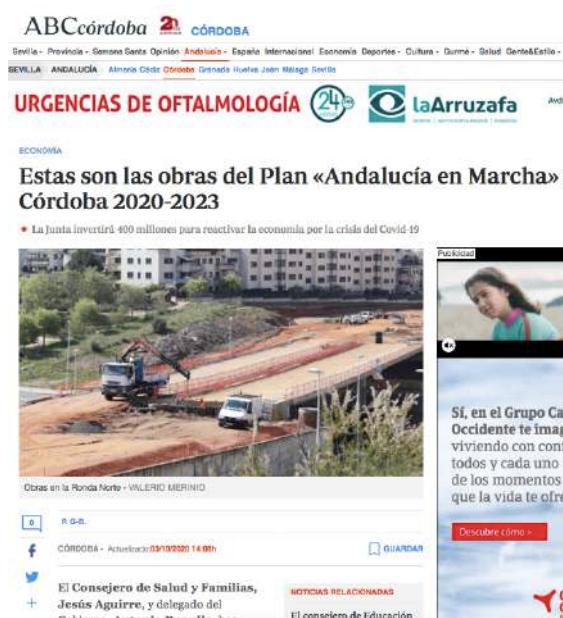 ABCcórdoba 20 CÓRDOBA
Sevilla - Provincia - Semana Santa Opinión Andalucía - España Internacional Economía Deportes - Cultura - Gurmé - Salud Gente&Estilo -
SEVILLA ANDALUCÍA Almería Cádiz Córdoba Granada Huelva Jaén Málaga Sevilla
URGENCIAS DE OFTALMOLOGÍA 24 laArruzafa
ECONOMÍA
Estas son las obras del Plan «Andalucía en Marcha»
Córdoba 2020-2023
La Junta invertirá 400 millones para reactivar la economía por la crisis del Covid-19
Publicidad
Sí, en el Grupo Ca
Occidente te imag
viviendo con conf
todos y cada uno
de los momentos
que la vida te ofre
Descubre cómo >
Obras en la Ronda Norte - VALERIO MERINO
0
CÓRDOBA - Actualizado:03/10/2020 14:08h
GUARDAR
El Consejero de Salud y Familias,
Jesús Aguirre, y delegado del
NOTICIAS RELACIONADAS
El consejero de Educación